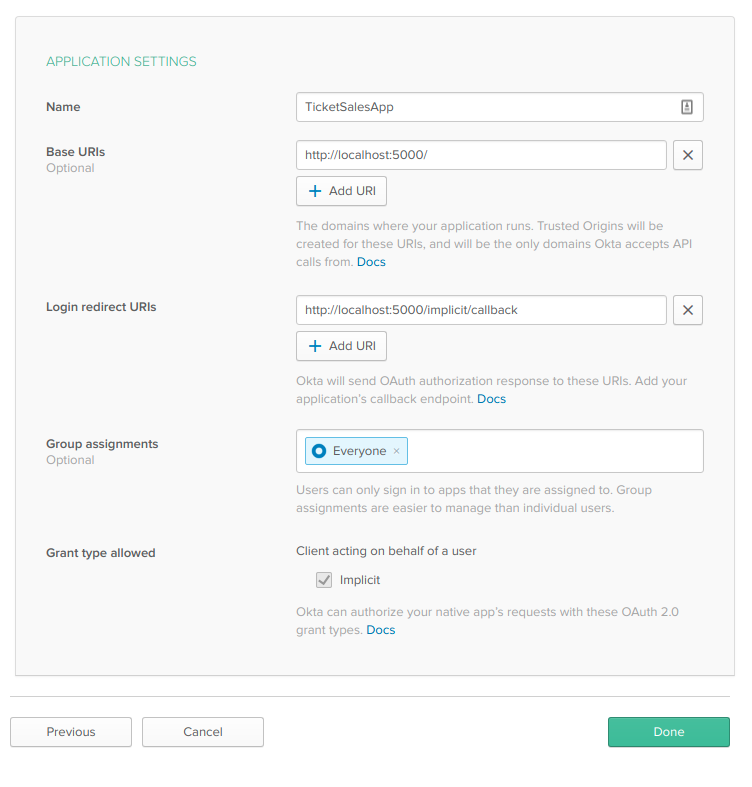 APPLICATION SETTINGS
Name
TicketSalesApp
Base URIs
Optional
http://localhost:5000/
Add URI
The domains where your application runs. Trusted Origins will be
created for these URIs, and will be the only domains Okta accepts API
calls from. Docs
Login redirect URIs
http://localhost:5000/implicit/callback
Add URI
Okta will send OAuth authorization response to these URIs. Add your
application's callback endpoint. Docs
Group assignments
Optional
Everyone
Users can only sign in to apps that they are assigned to. Group
assignments are easier to manage than individual users.
Grant type allowed
Client acting on behalf of a user
Implicit
Okta can authorize your native app's requests with these OAuth 2.0
grant types. Docs
Previous
Cancel
Done